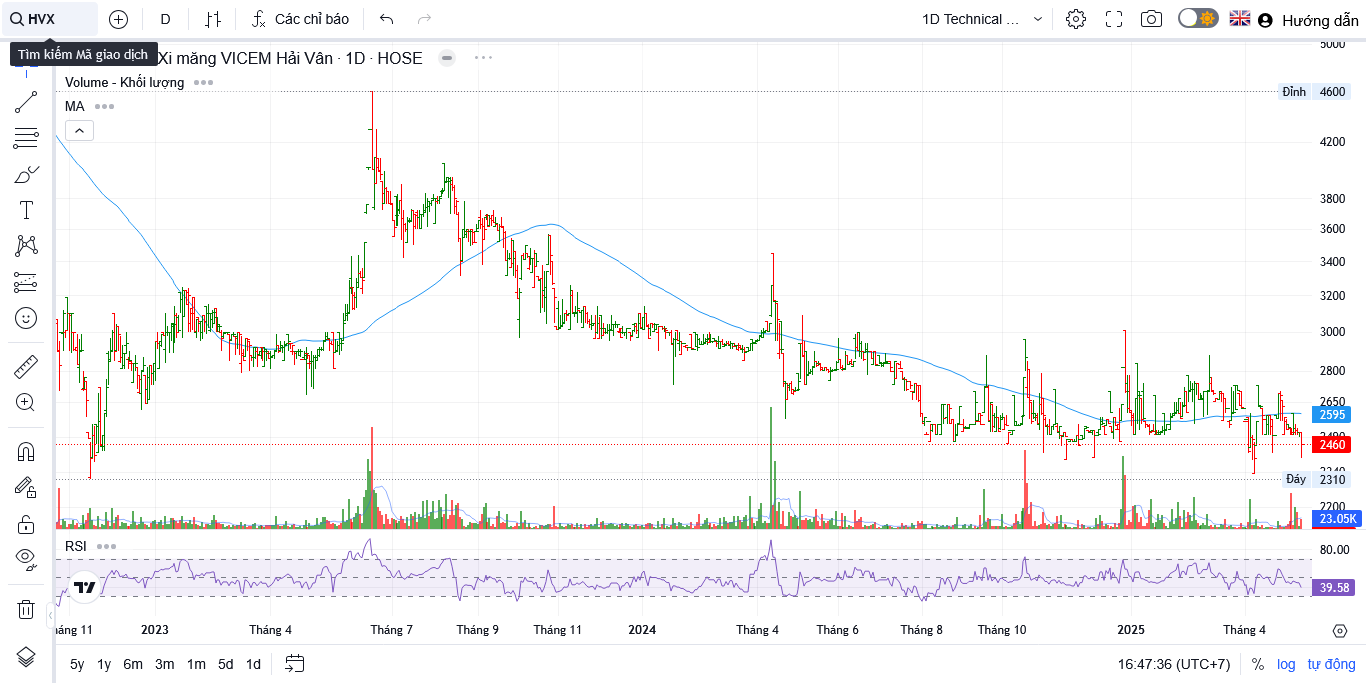 HVX
D
Các chỉ báo
1D Technical ...
Hướng dẫn
Tìm kiếm Mã giao dịch
Xi măng VICEM Hải Vân · 1D · HOSE
Volume - Khối lượng
MA
5000
Đỉnh 4600
4200
3800
3600
3400
3200
3000
2800
2650
2595
2460
Đáy 2310
2200
23.05K
RSI
80.00
39.58
háng 11 2023 Tháng 4 Tháng 7 Tháng 9 Tháng 11 2024 Tháng 4 Tháng 6 Tháng 8 Tháng 10 2025 Tháng 4
5y 1y 6m 3m 1m 5d 1d
16:47:36 (UTC+7) % log tự động